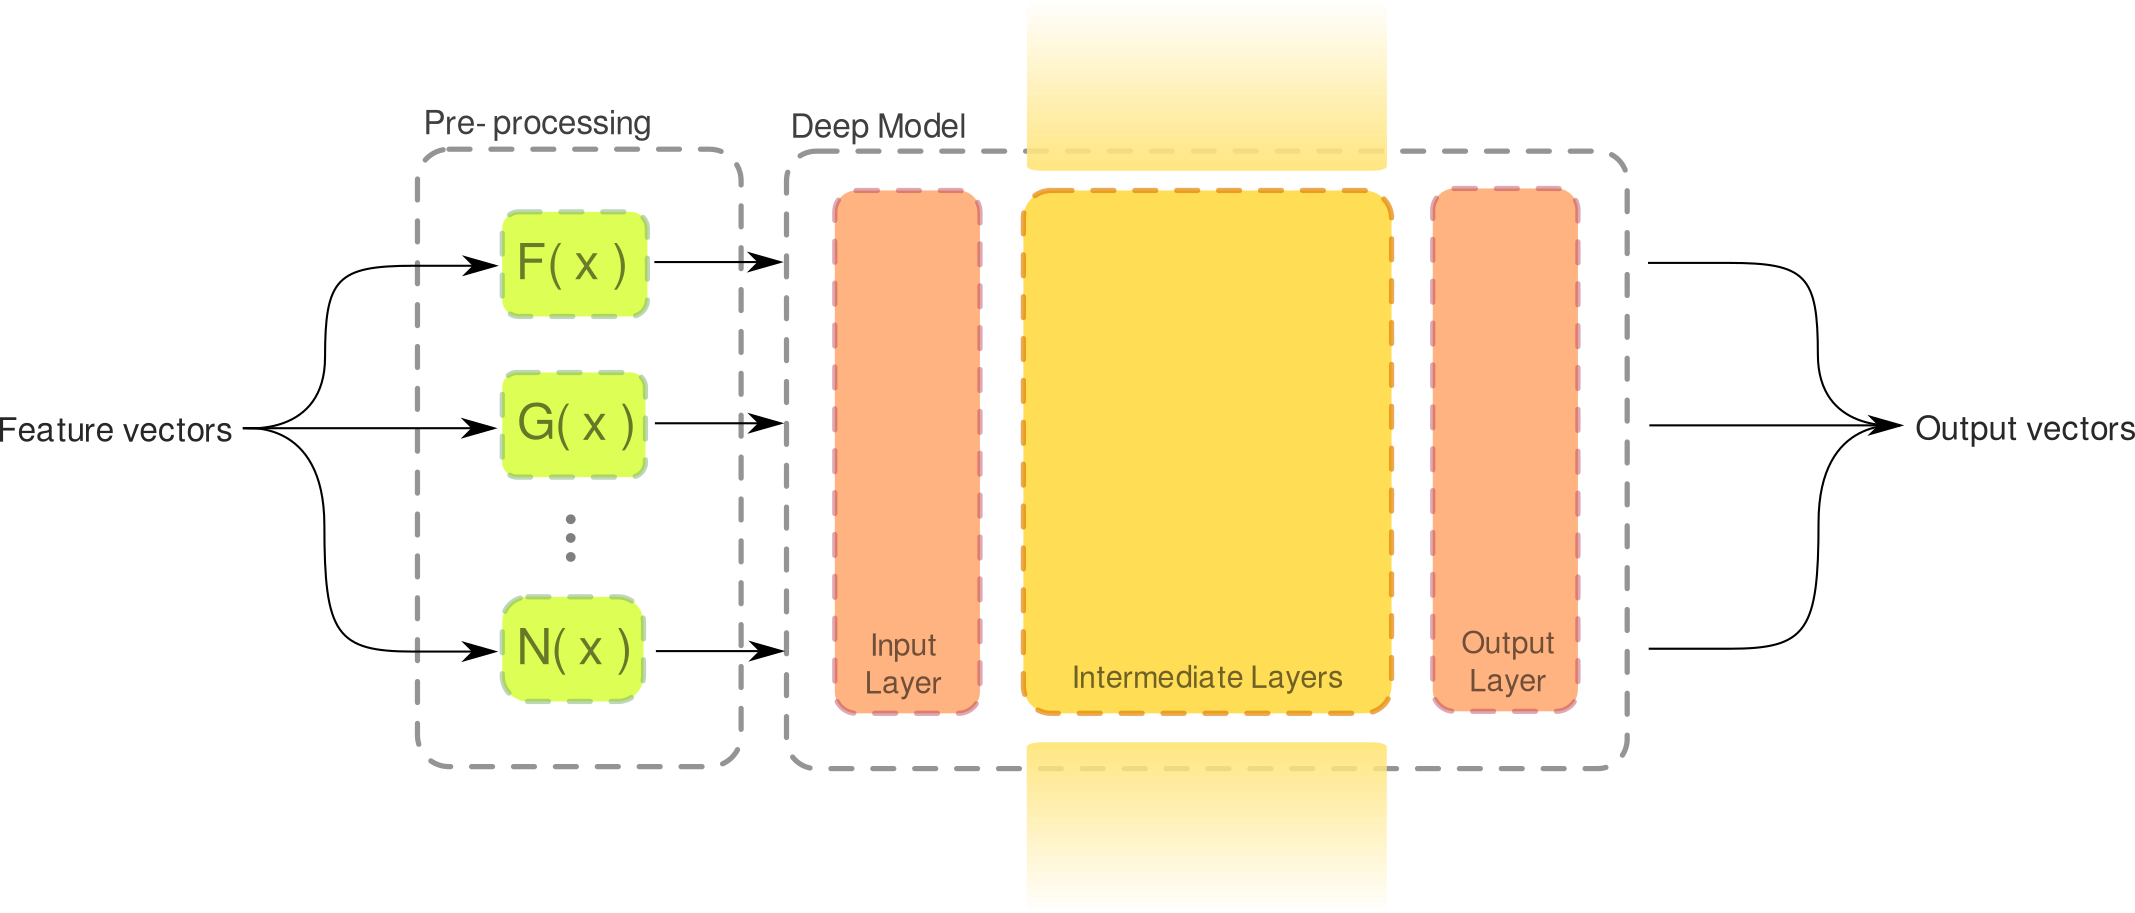 Pre- processing
Deep Model
F( x )
G( x )
N( x )
Feature vectors
Input
Layer
Intermediate Layers
Output
Layer
Output vectors